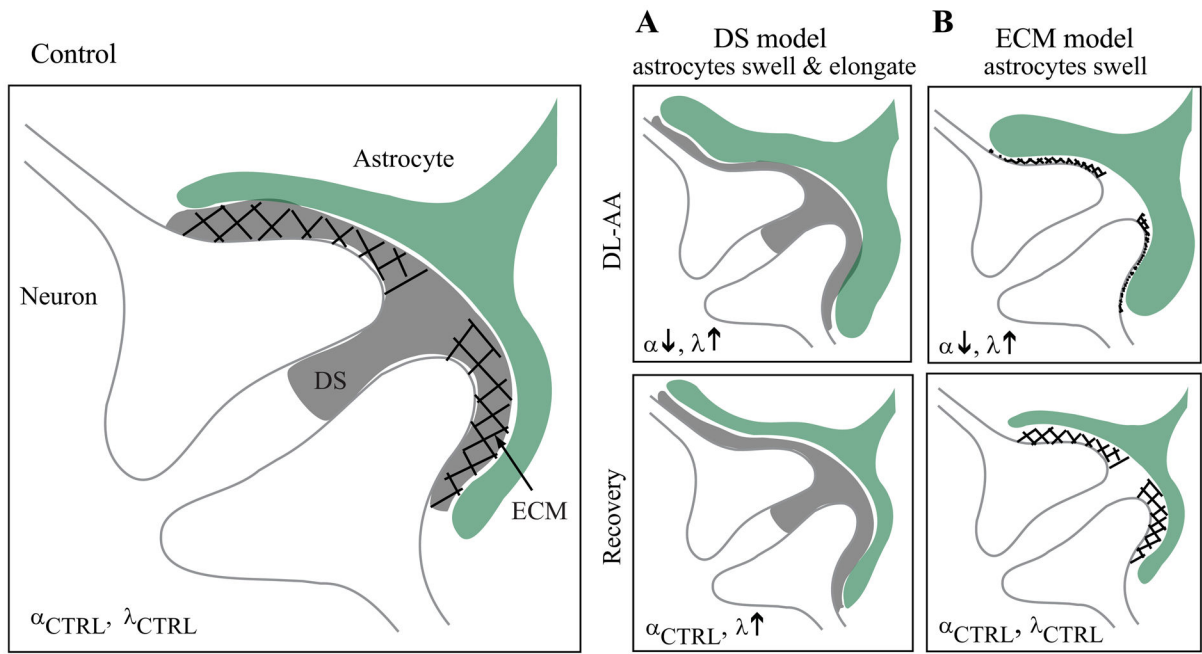 Control
Astrocyte
Neuron
DS
ECM
αCTRL, λCTRL
A
DS model
astrocytes swell & elongate
B
ECM model
astrocytes swell
DL-AA
α↓, λ↑
α↓, λ↑
Recovery
αCTRL, λ↑
αCTRL, λCTRL